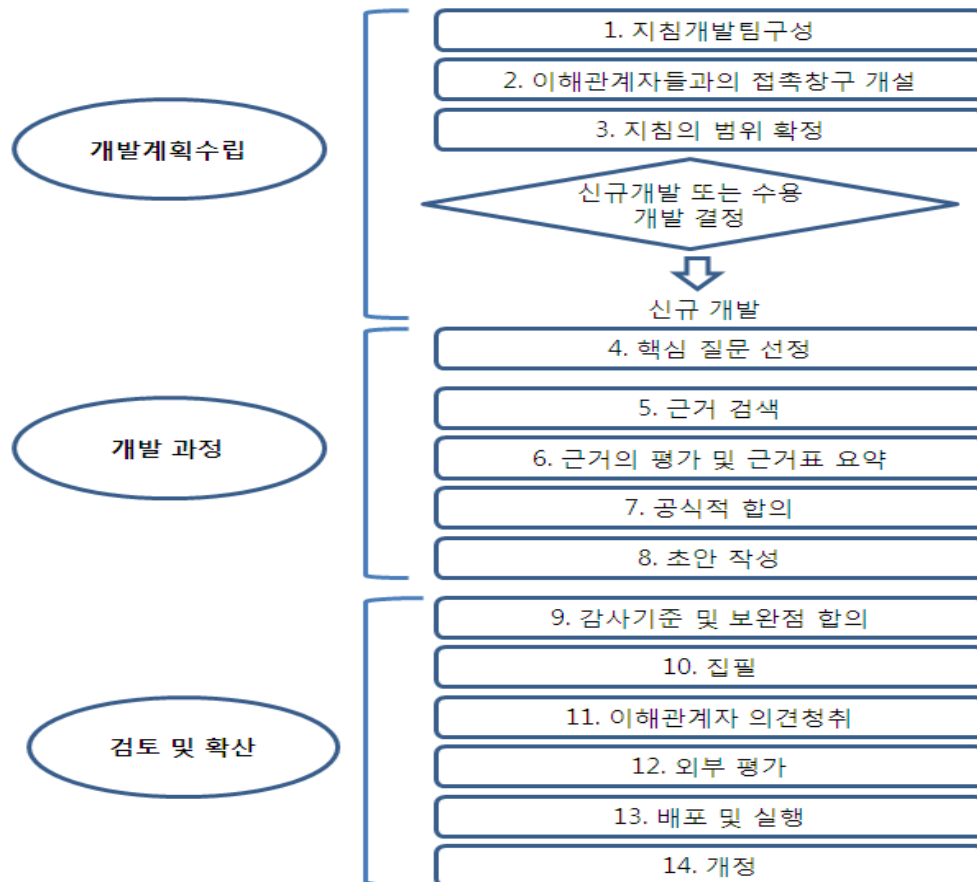 개발계획수립
1. 지침개발팀구성
2. 이해관계자들과의 접촉창구 개설
3. 지침의 범위 확정
신규개발 또는 수용
개발 결정
신규 개발
개발 과정
4. 핵심 질문 선정
5. 근거 검색
6. 근거의 평가 및 근거표 요약
7. 공식적 합의
8. 초안 작성
검토 및 확산
9. 감사기준 및 보완점 합의
10. 집필
11. 이해관계자 의견청취
12. 외부 평가
13. 배포 및 실행
14. 개정